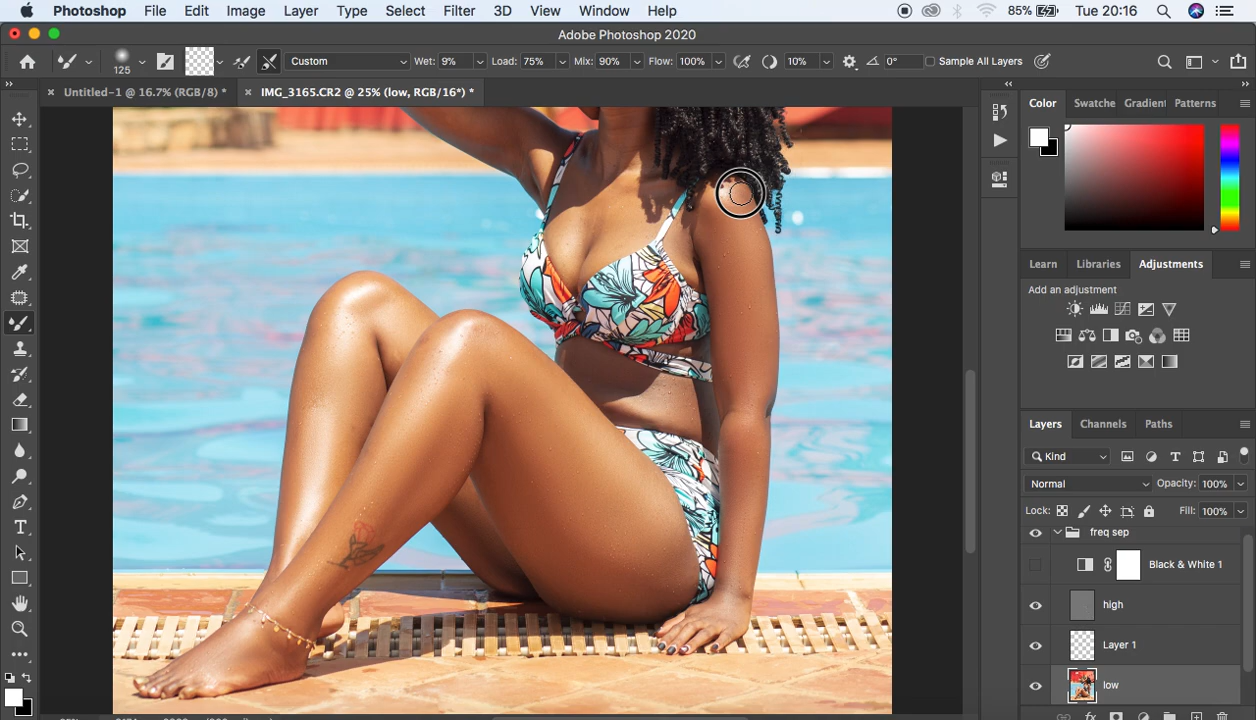 Photoshop File Edit Image Layer Type Select Filter 3D View Window Help 85% Tue 20:16
Adobe Photoshop 2020
125 Custom Wet: 9% Load: 75% Mix: 90% Flow: 100% 10% 0° Sample All Layers
Untitled-1 @ 16.7% (RGB/8) * IMG_3165.CR2 @ 25% (low, RGB/16*) *
Color Swatche Gradient Patterns
Learn Libraries Adjustments
Add an adjustment
Layers Channels Paths
Kind
Normal Opacity: 100%
Lock: Fill: 100%
freq sep
Black & White 1
high
Layer 1
low